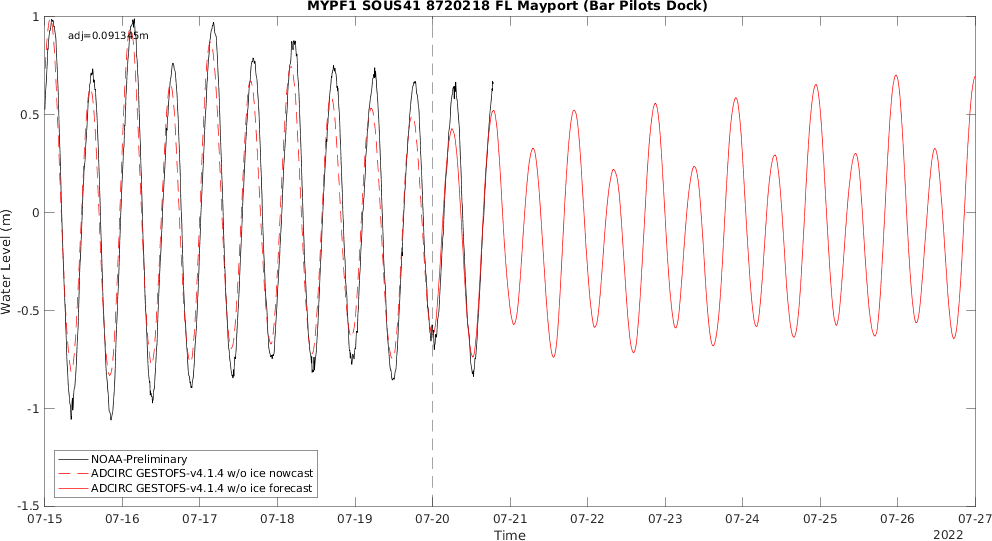 MYPF1 SOUS41 8720218 FL Mayport (Bar Pilots Dock)
adj=0.091345m
1
0.5
0
-0.5
-1
-1.5
Water Level (m)
NOAA-Preliminary
ADCIRC GESTOFS-v4.1.4 w/o ice nowcast
ADCIRC GESTOFS-v4.1.4 w/o ice forecast
07-15 07-16 07-17 07-18 07-19 07-20 07-21 07-22 07-23 07-24 07-25 07-26 07-27
Time
2022